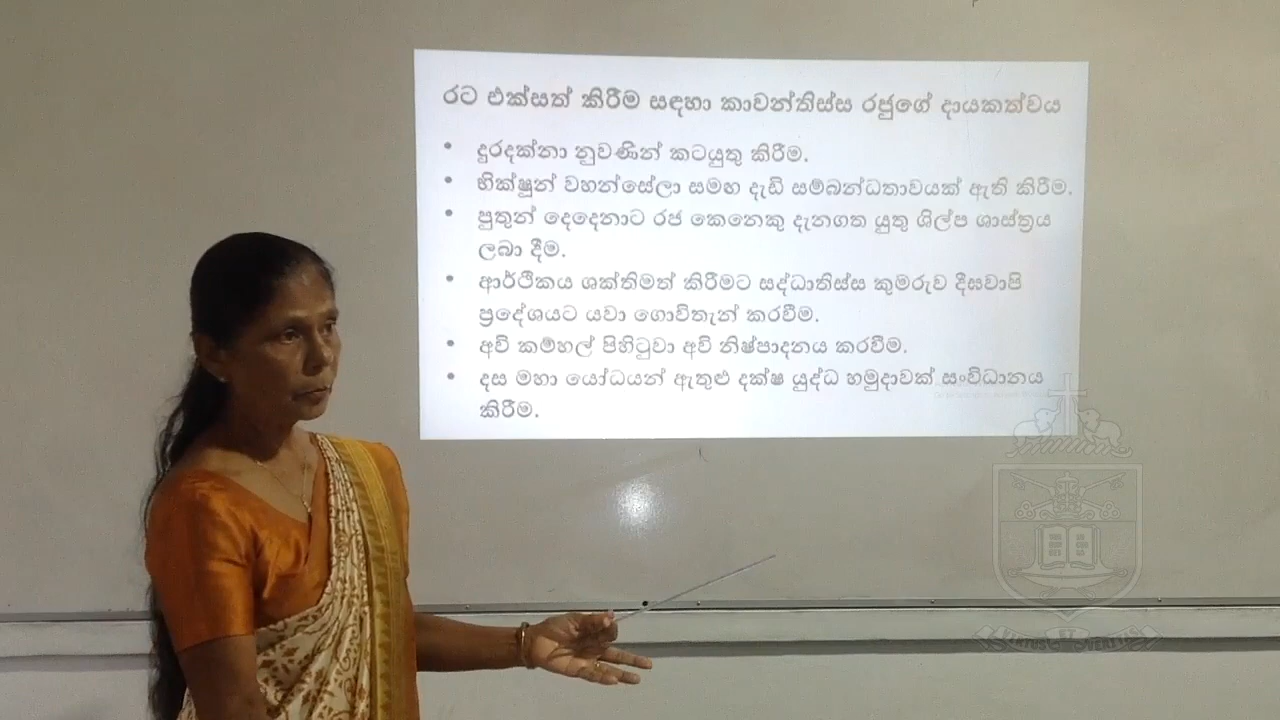 රට එක්සත් කිරීම සඳහා කාවන්තිස්ස රජුගේ දායකත්වය
• දුරදක්නා නුවණින් කටයුතු කිරීම.
• භික්ෂූන් වහන්සේලා සමඟ දැඩි සම්බන්ධතාවයක් ඇති කිරීම.
• පුතුන් දෙදෙනාට රජ කෙනෙකු දැනගත යුතු ශිල්ප ශාස්ත්‍රය
ලබා දීම.
• ආර්ථිකය ශක්තිමත් කිරීමට සද්ධාතිස්ස කුමරුව දීඝවාපි
ප්‍රදේශයට යවා ගොවිතැන් කරවීම.
• අවි කම්හල් පිහිටුවා අවි නිෂ්පාදනය කරවීම.
• දස මහා යෝධයන් ඇතුළු දක්ෂ යුද්ධ හමුදාවක් සංවිධානය
කිරීම.